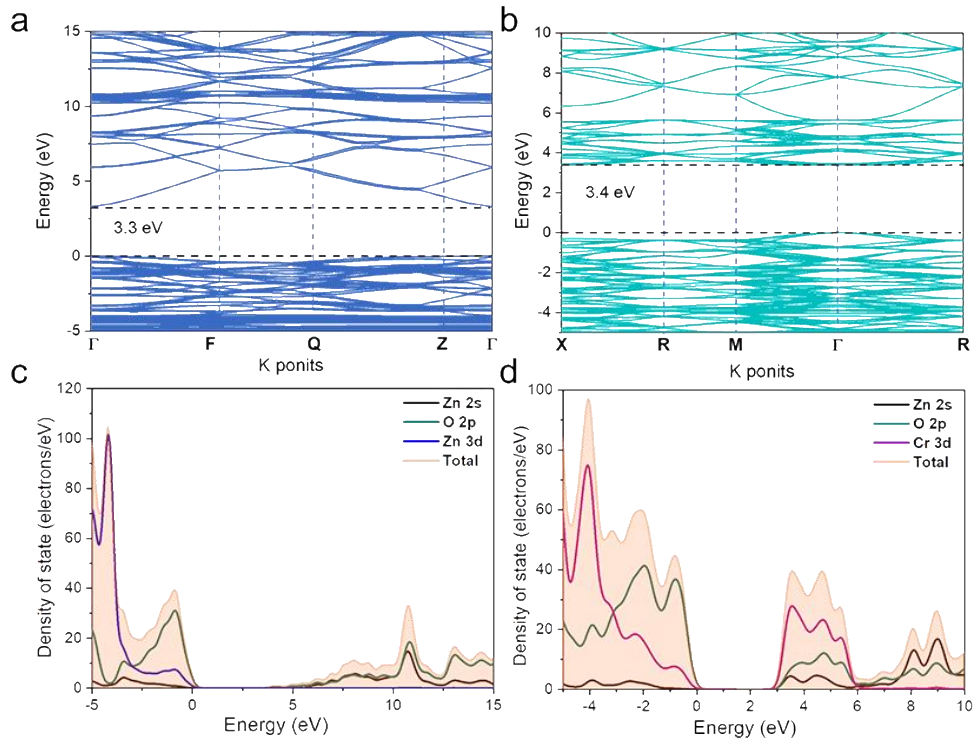 a
b
15
10
5
0
-5
Energy (eV)
3.3 eV
Γ F Q Z Γ
K ponits
10
8
6
4
2
0
-2
-4
Energy (eV)
3.4 eV
X R M Γ R
K ponits
c
d
120
100
80
60
40
20
0
Density of state (electrons/eV)
Zn 2s
O 2p
Zn 3d
Total
-5 0 5 10 15
Energy (eV)
100
80
60
40
20
0
Density of state (electrons/eV)
Zn 2s
O 2p
Cr 3d
Total
-4 -2 0 2 4 6 8 10
Energy (eV)